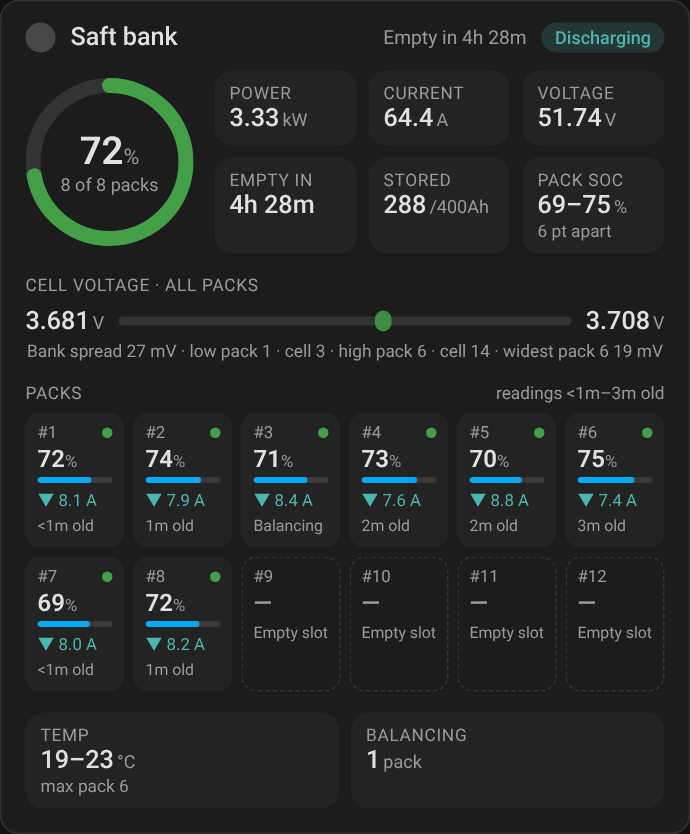 Saft bank
Empty in 4h 28m
Discharging
72%
8 of 8 packs
POWER
3.33 kW
CURRENT
64.4 A
VOLTAGE
51.74 V
EMPTY IN
4h 28m
STORED
288 /400Ah
PACK SOC
69–75 %
6 pt apart
CELL VOLTAGE · ALL PACKS
3.681 V
3.708 V
Bank spread 27 mV · low pack 1 · cell 3 · high pack 6 · cell 14 · widest pack 6 19 mV
PACKS
readings <1m–3m old
#1
72%
▼ 8.1 A
<1m old
#2
74%
▼ 7.9 A
1m old
#3
71%
▼ 8.4 A
Balancing
#4
73%
▼ 7.6 A
2m old
#5
70%
▼ 8.8 A
2m old
#6
75%
▼ 7.4 A
3m old
#7
69%
▼ 8.0 A
<1m old
#8
72%
▼ 8.2 A
1m old
#9
—
Empty slot
#10
—
Empty slot
#11
—
Empty slot
#12
—
Empty slot
TEMP
19–23 °C
max pack 6
BALANCING
1 pack